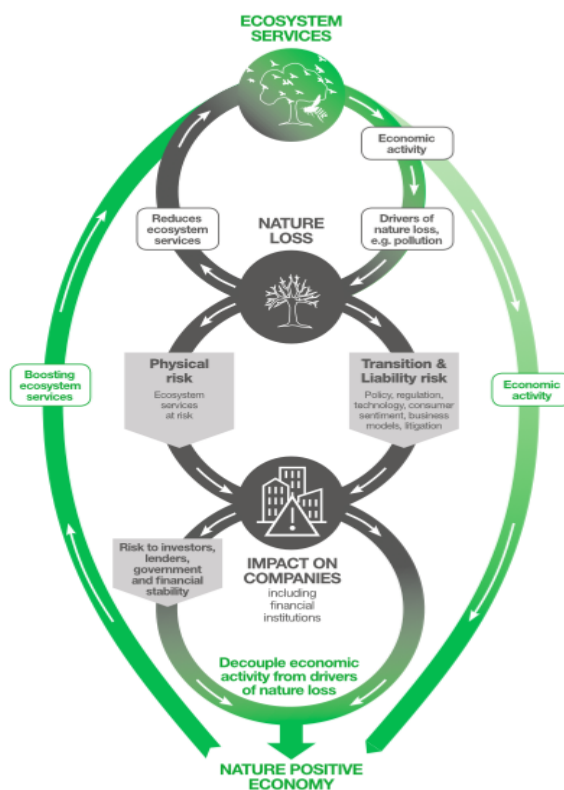 ECOSYSTEM
SERVICES
Economic
activity
Reduces
ecosystem
services
NATURE
LOSS
Drivers of
nature loss,
e.g. pollution
Boosting
ecosystem
services
Physical
risk
Ecosystem
services
at risk
Transition &
Liability risk
Policy, regulation,
technology, consumer
sentiment, business
models, litigation
Economic
activity
Risk to investors,
lenders,
government
and financial
stability
IMPACT ON
COMPANIES
including
financial
institutions
Decouple economic
activity from drivers
of nature loss
NATURE POSITIVE
ECONOMY